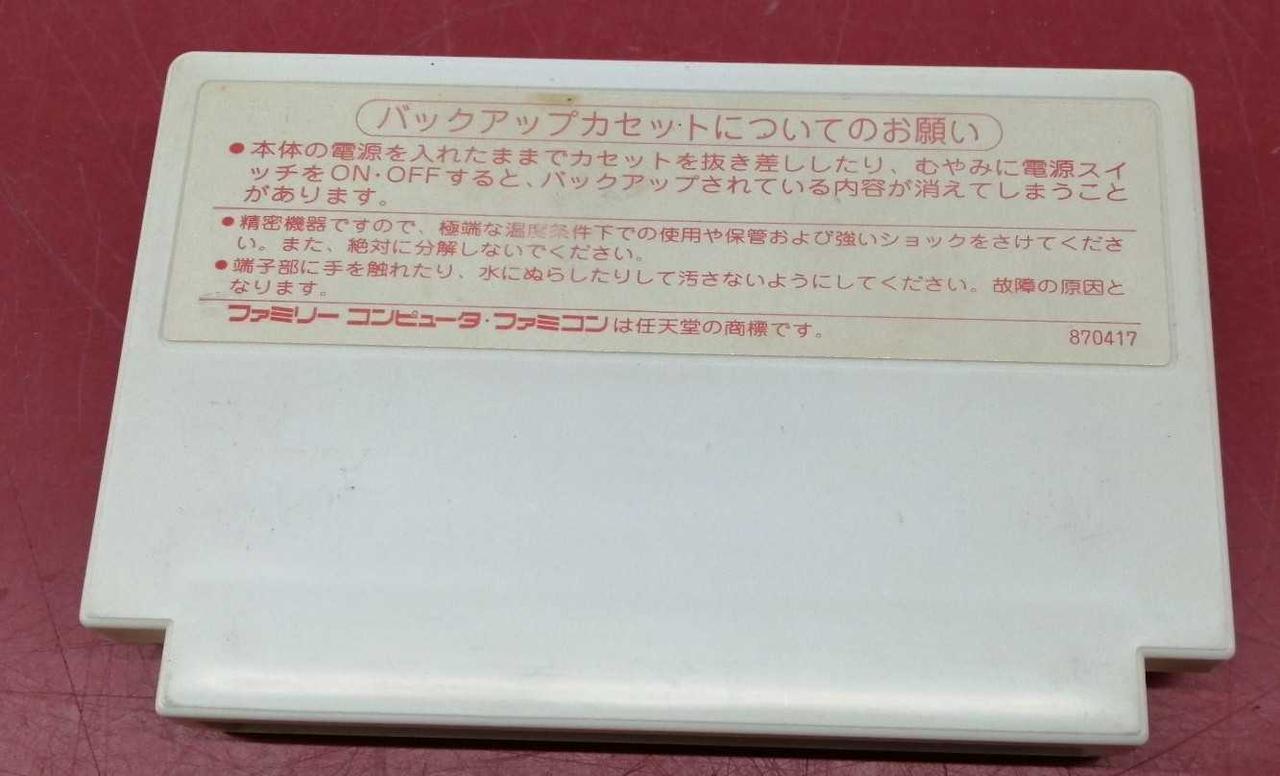 バックアップカセットについてのお願い
●本体の電源を入れたままでカセットを抜き差ししたり、むやみに電源スイ
ッチをON・OFFすると、バックアップされている内容が消えてしまうこと
があります。
●精密機器ですので、極端な温度条件下での使用や保管および強いショックをさけてくださ
い。また、絶対に分解しないでください。
●端子部に手を触れたり、水にぬらしたりして汚さないようにしてください。故障の原因と
なります。
ファミリー コンピュータ・ファミコンは任天堂の商標です。
870417